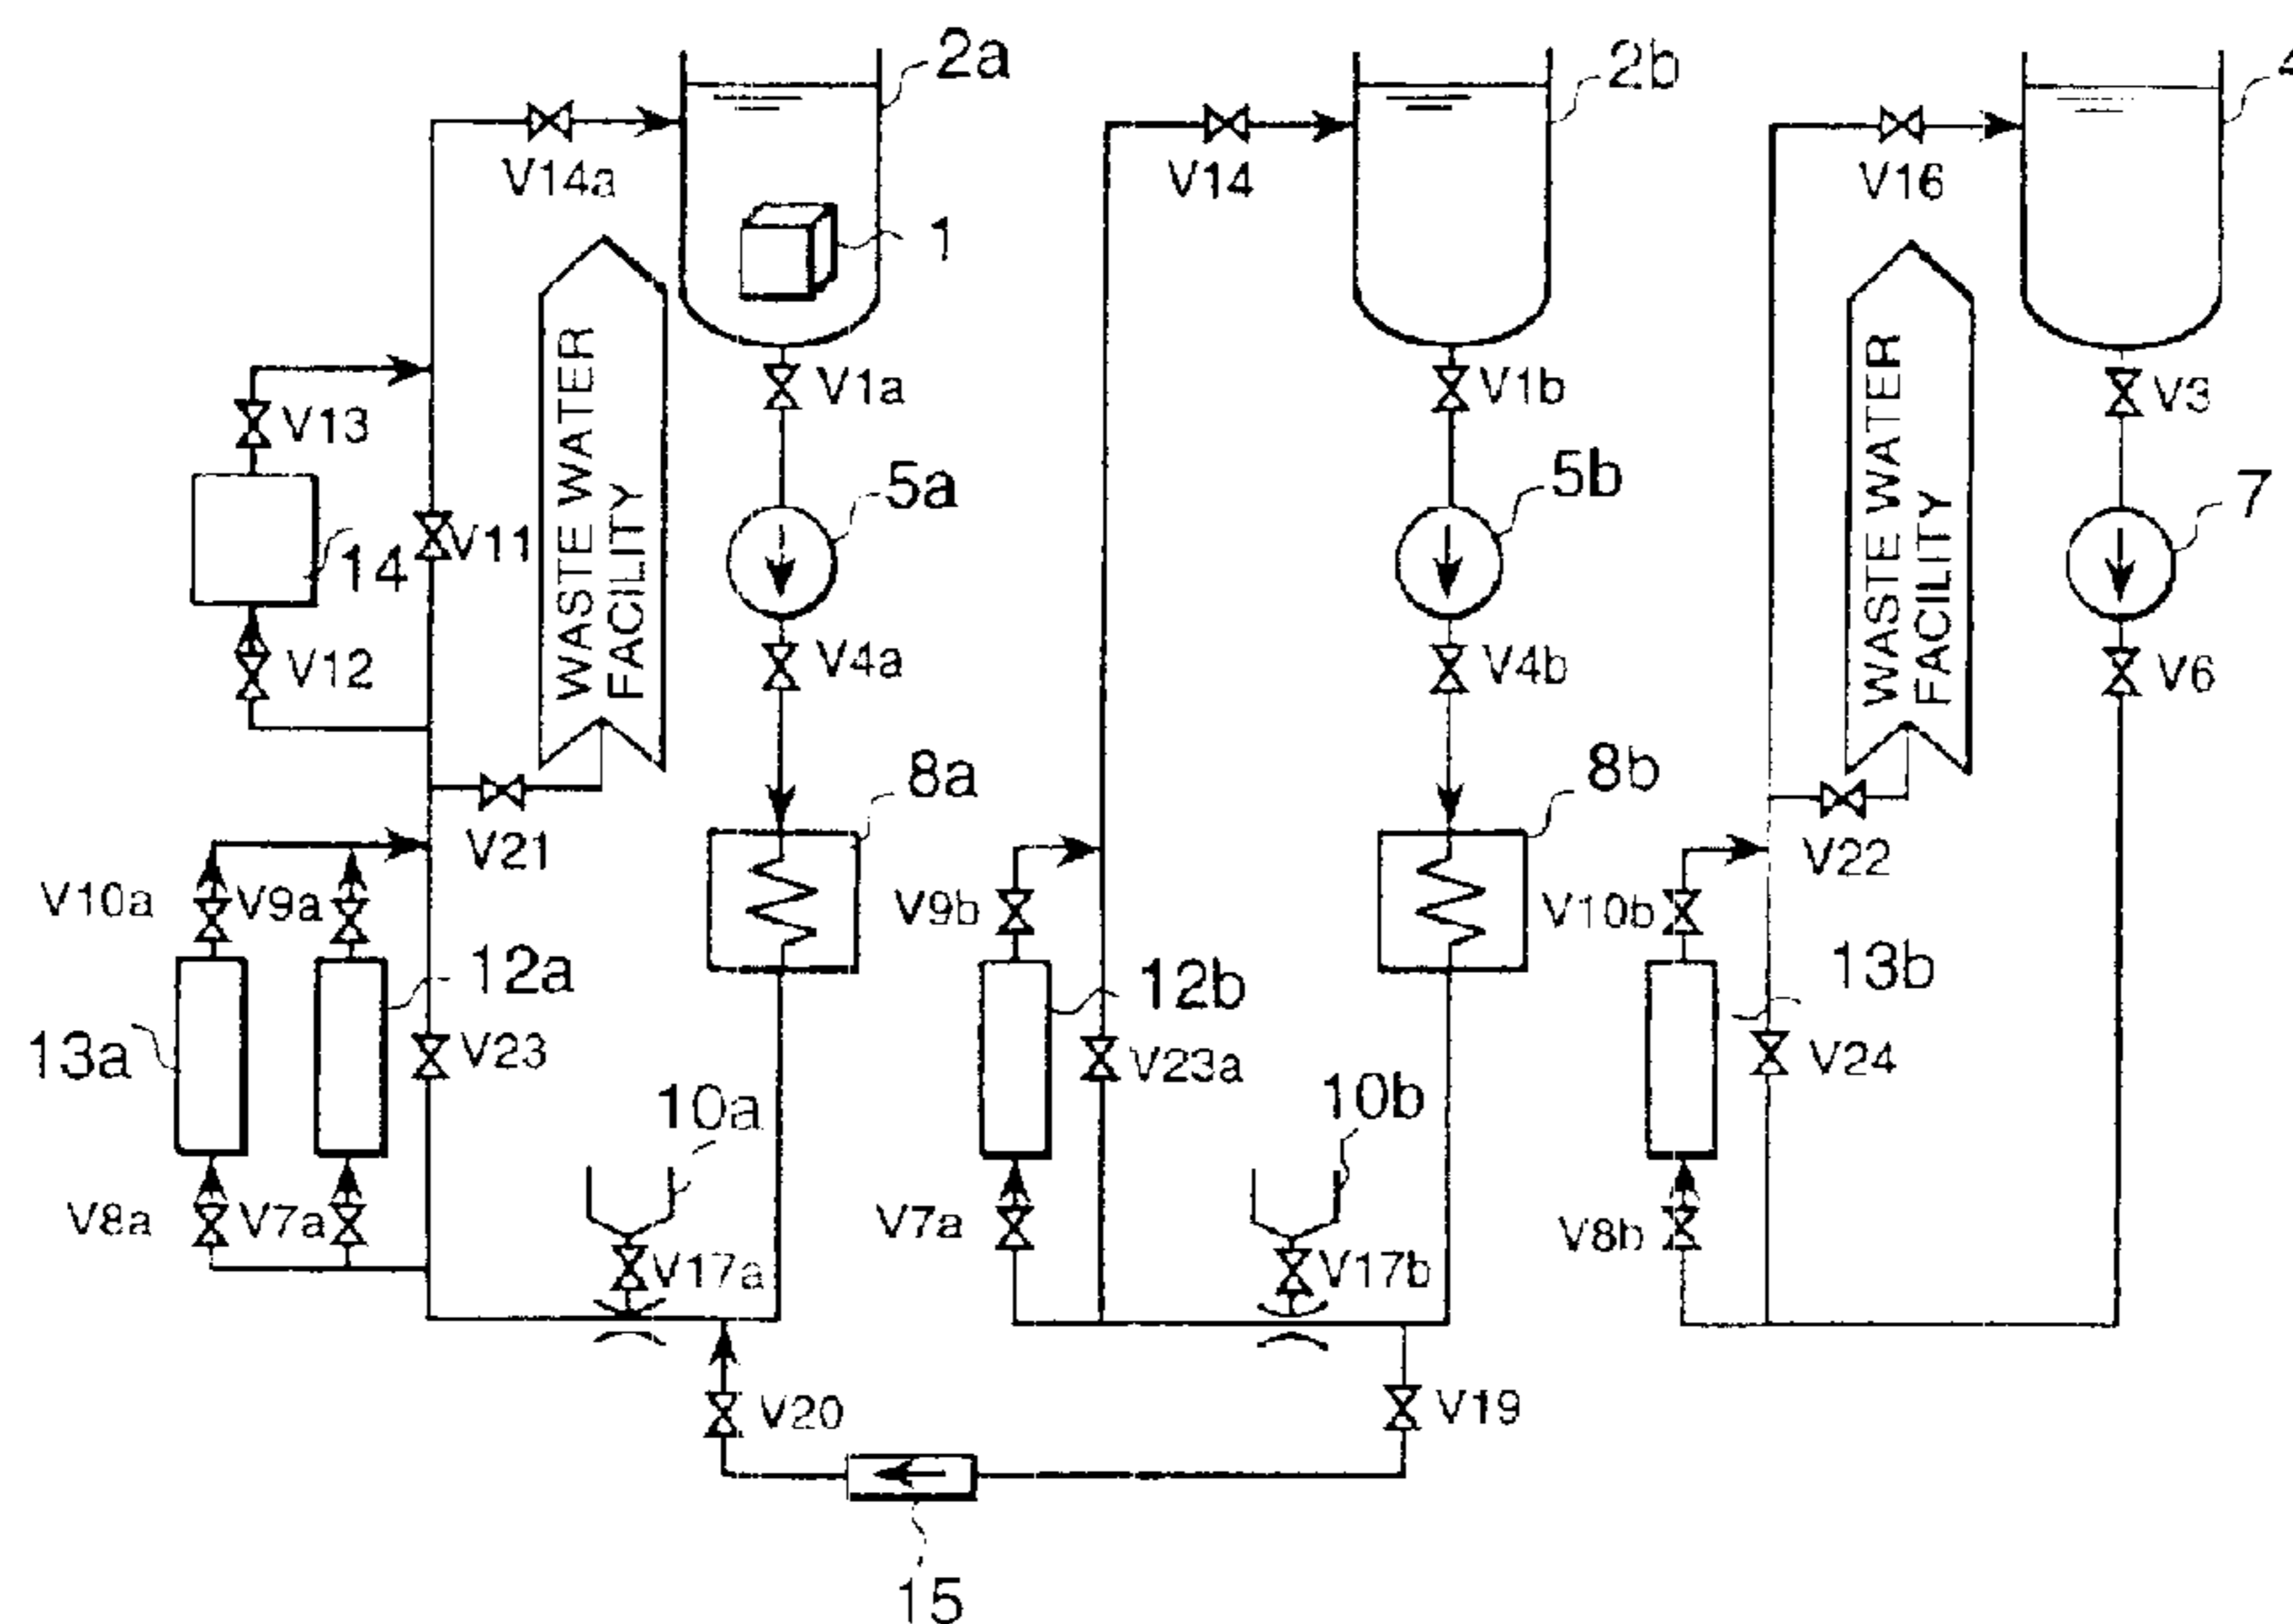 2a
2b
4
V14a
V14
V16
1
V1a
V1b
V3
V13
5a
5b
7
14
V11
WASTE WATER
FACILITY
WASTE WATER
FACILITY
V12
V4a
V4b
V6
8a
8b
V21
V22
V10a
V9a
V9b
V10b
12a
12b
13b
13a
V23
V23a
V24
10a
10b
V8a
V7a
V17a
V7a
V17b
V8b
V20
V19
15